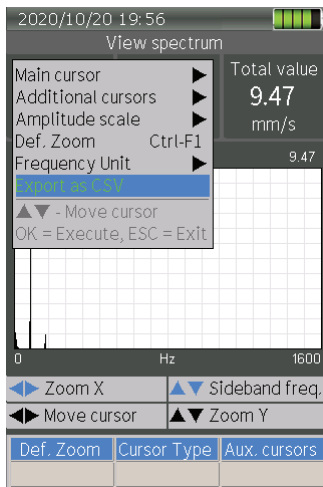 2020/10/20 19:56
View spectrum
Main cursor
Additional cursors
Amplitude scale
Def. Zoom Ctrl-F1
Frequency Unit
Export as CSV
▲▼ - Move cursor
OK = Execute, ESC = Exit
Total value
9.47
mm/s
9.47
0 Hz 1600
◀▶ Zoom X ▲▼ Sideband freq.
◀▶ Move cursor ▲▼ Zoom Y
Def. Zoom Cursor Type Aux. cursors